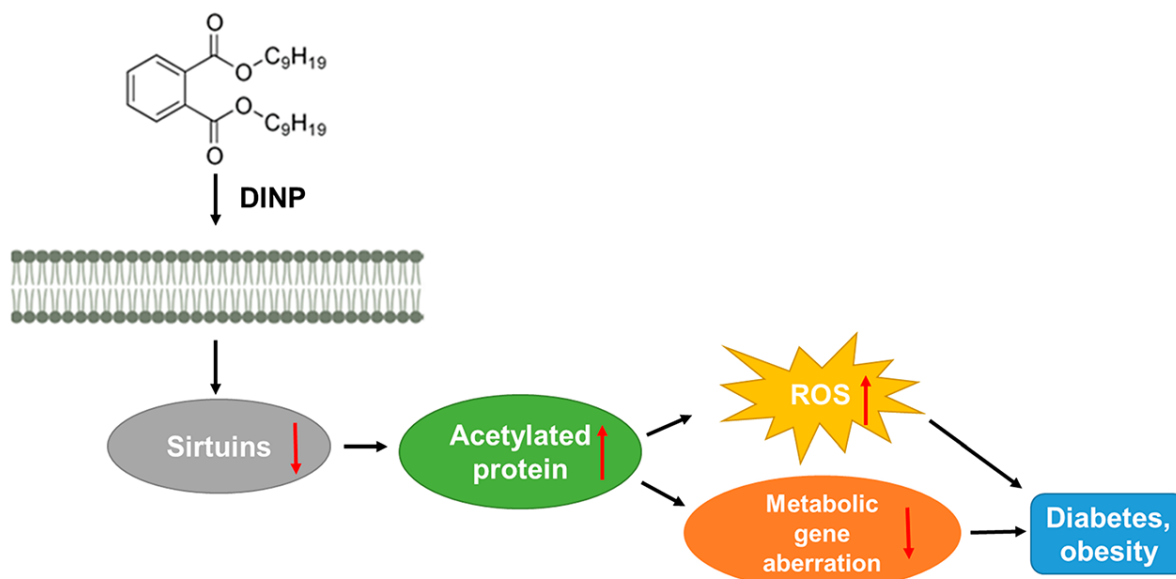 O
O
C₉H₁₉
O
C₉H₁₉
O
DINP
Sirtuins
Acetylated
protein
ROS
Metabolic
gene
aberration
Diabetes,
obesity